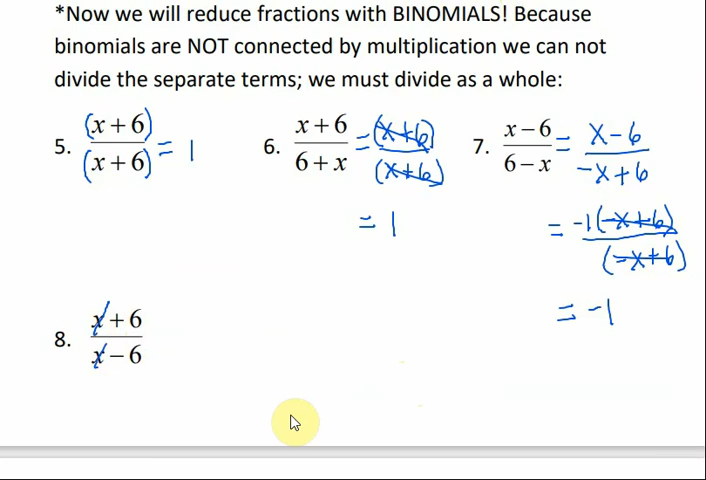 *Now we will reduce fractions with BINOMIALS! Because
binomials are NOT connected by multiplication we can not
divide the separate terms; we must divide as a whole:
5. (x + 6)/(x + 6) = 1
6. x + 6/6 + x = (x+6)/(x+6)
= 1
7. x − 6/6 − x = x−6/−x+6
= −1(−x+6)/(−x+6)
= −1
8. x + 6/x − 6